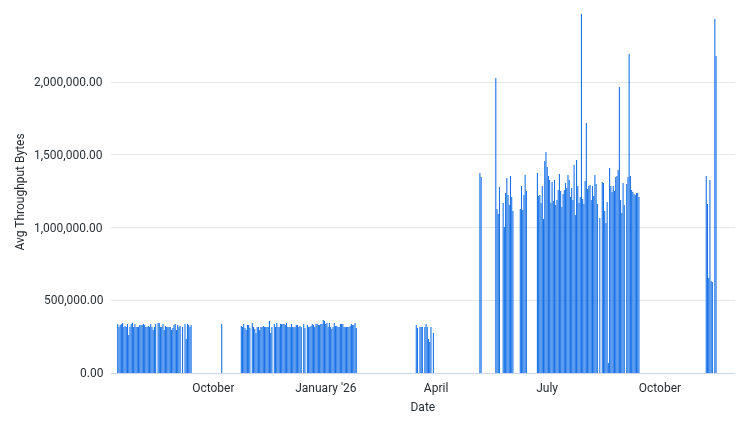 Avg Throughput Bytes
2,000,000.00
1,500,000.00
1,000,000.00
500,000.00
0.00
October January '26 April July October
Date